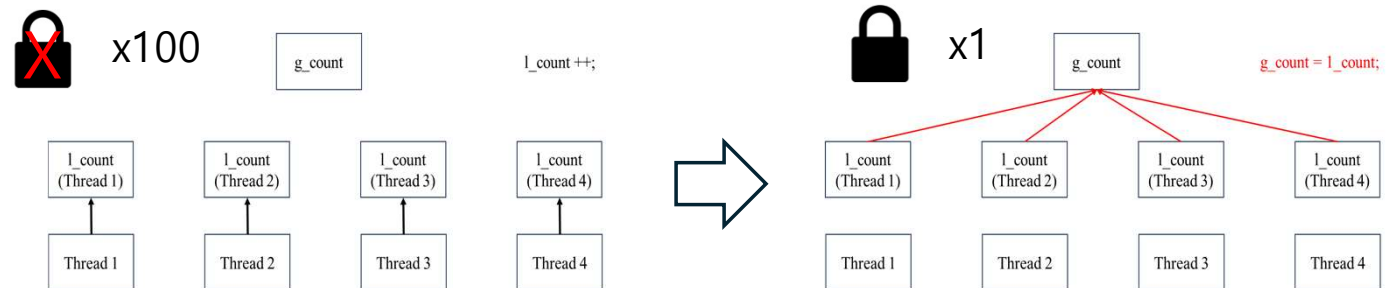 X
x100
g_count
l_count ++;
l_count
(Thread 1)
l_count
(Thread 2)
l_count
(Thread 3)
l_count
(Thread 4)
Thread 1
Thread 2
Thread 3
Thread 4
x1
g_count
g_count = l_count;
l_count
(Thread 1)
l_count
(Thread 2)
l_count
(Thread 3)
l_count
(Thread 4)
Thread 1
Thread 2
Thread 3
Thread 4